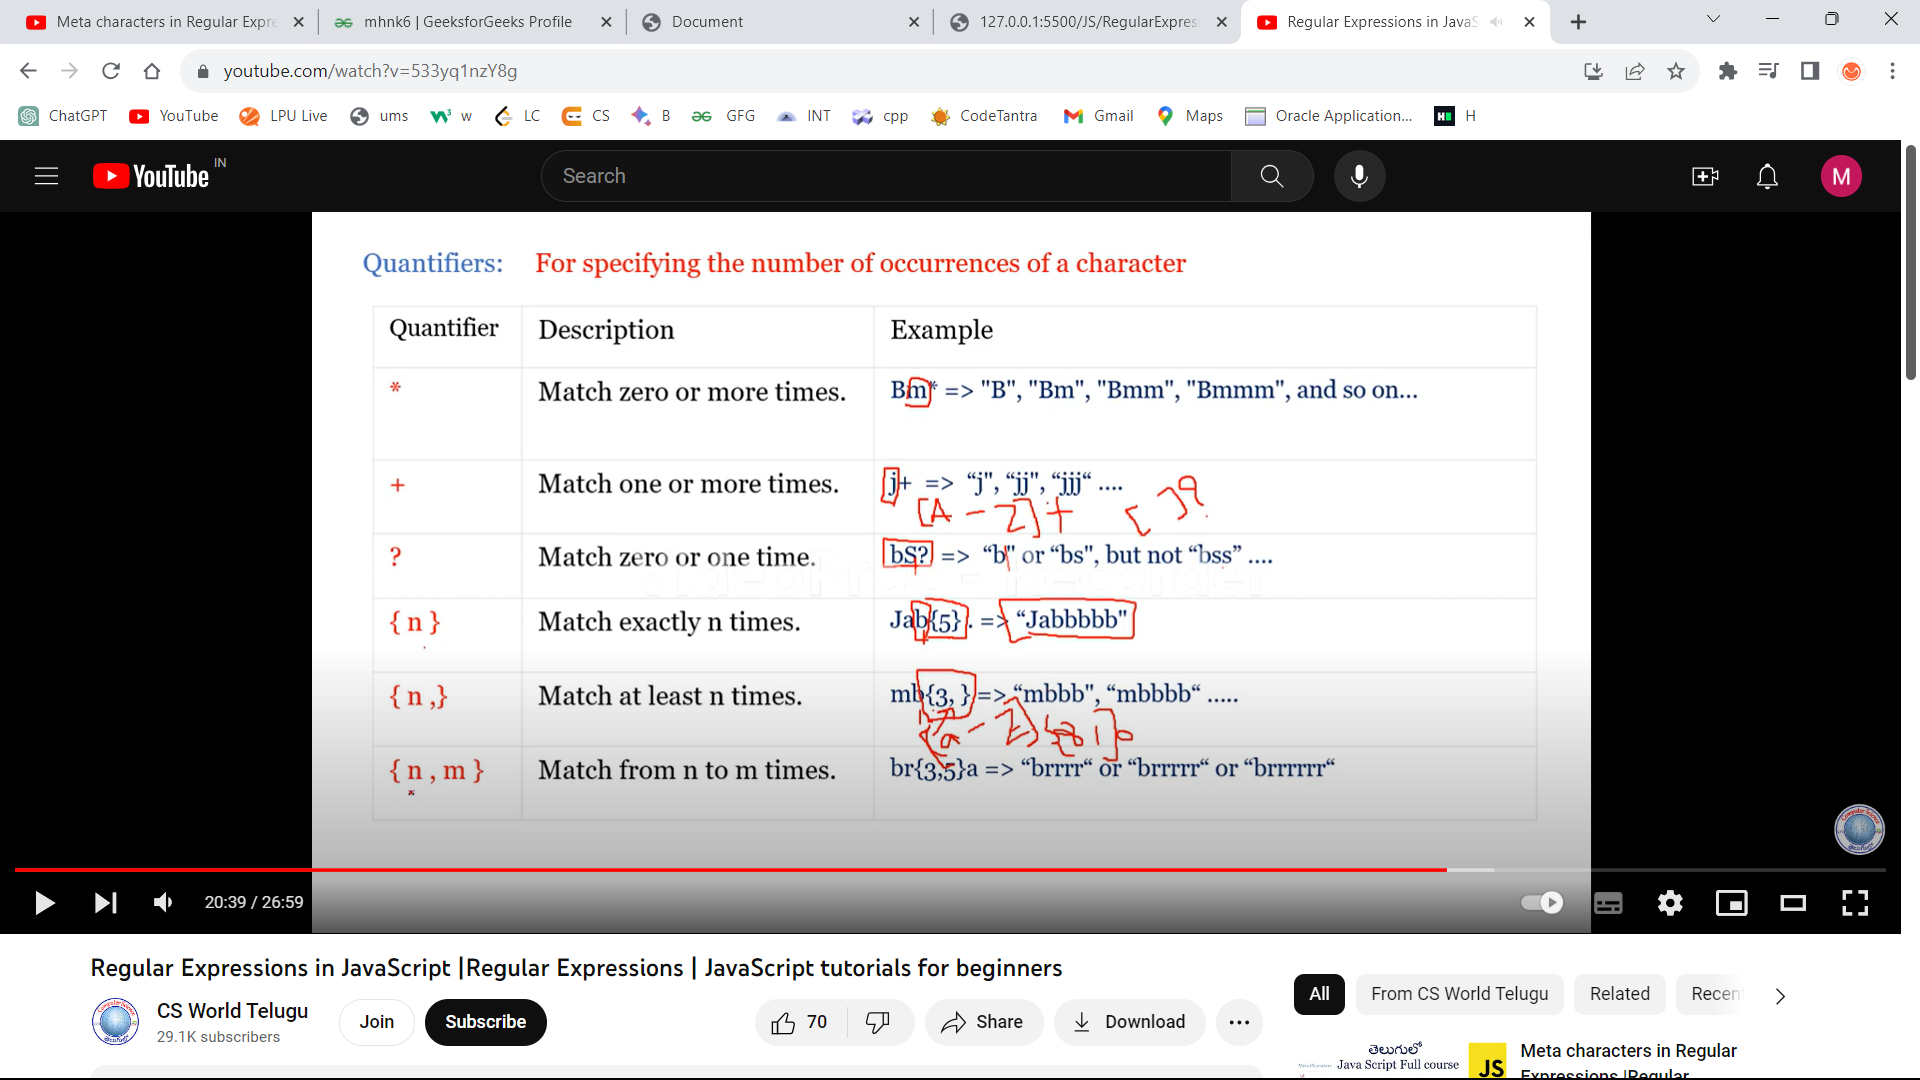 Meta characters in Regular Expre
mhnk6 | GeeksforGeeks Profile
Document
127.0.0.1:5500/JS/RegularExpres
Regular Expressions in JavaS
youtube.com/watch?v=533yq1nzY8g
ChatGPT YouTube LPU Live ums w LC CS B GFG INT cpp CodeTantra Gmail Maps Oracle Application... H
YouTube IN
Search
M
Quantifiers: For specifying the number of occurrences of a character
Quantifier Description Example
* Match zero or more times. Bm* => "B", "Bm", "Bmm", "Bmmm", and so on...
+ Match one or more times. j+ => “j", “jj", “jjj“ ....
[A - Z]+ [ ]?
? Match zero or one time. bS? => “b" or “bs", but not “bss” ....
{ n } Match exactly n times. Jab{5}. => “Jabbbbb"
{ n ,} Match at least n times. mb{3, } => “mbbb", “mbbbb“ .....
{ n , m } Match from n to m times. br{3,5}a => “brrrr“ or “brrrrr“ or “brrrrrr“
20:39 / 26:59
Regular Expressions in JavaScript |Regular Expressions | JavaScript tutorials for beginners
CS World Telugu
29.1K subscribers
Join
Subscribe
70
Share
Download
All From CS World Telugu Related Recen
తెలుగులో
Java Script Full course
JS
Meta characters in Regular
Expressions |Regular